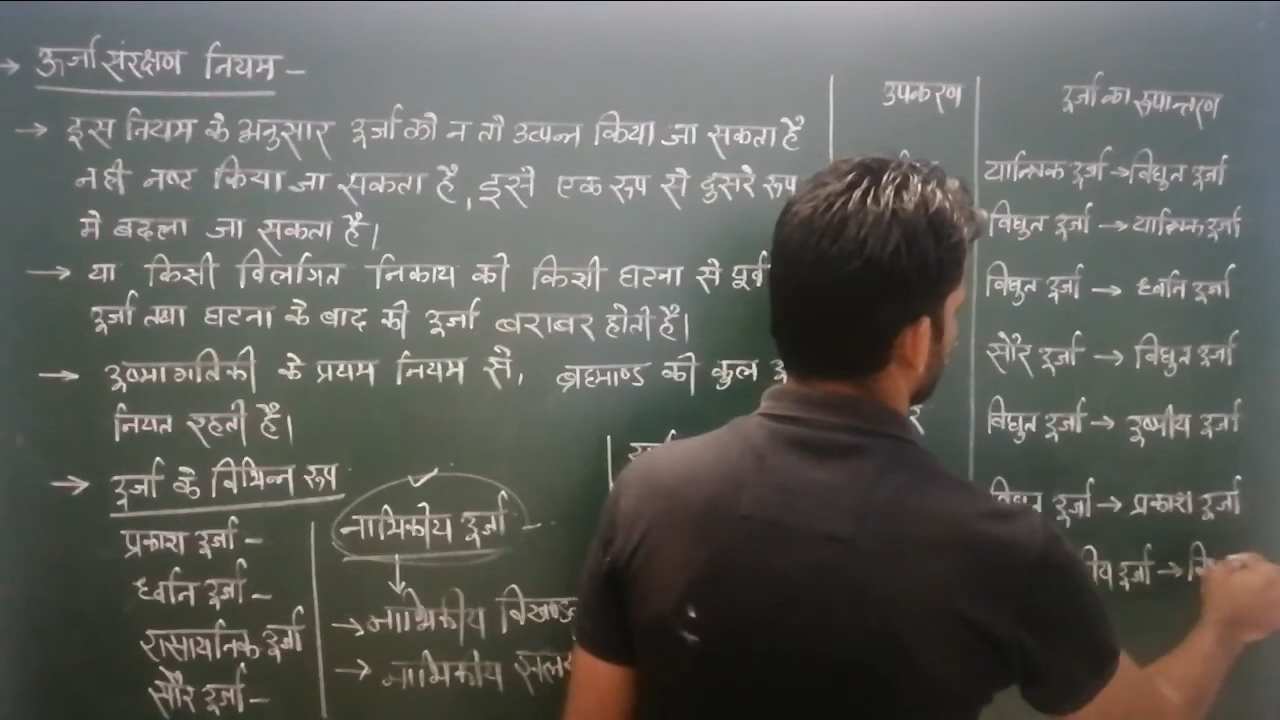 → ऊर्जा संरक्षण नियम –
→ इस नियम के अनुसार ऊर्जा को न तो उत्पन्न किया जा सकता है
न ही नष्ट किया जा सकता है, इसे एक रूप से दुसरे रूप
मे बदला जा सकता है।
→ या किसी विलगित निकाय की किसी घटना से पूर्व
ऊर्जा तथा घटना के बाद की ऊर्जा बराबर होती है।
→ ऊष्मागतिकी के प्रथम नियम से, ब्रह्माण्ड की कुल
नियत रहती है।
→ ऊर्जा के विभिन्न रूप
प्रकाश ऊर्जा –
ध्वनि ऊर्जा –
रासायनिक ऊर्जा
सौर ऊर्जा –
नाभिकीय ऊर्जा –
→ नाभिकीय
→ नाभिकीय
उपकरण
ऊर्जा का रूपान्तरण
यान्त्रिक ऊर्जा → विद्युत ऊर्जा
विद्युत ऊर्जा → यान्त्रिक ऊर्जा
विद्युत ऊर्जा → ध्वनि ऊर्जा
सौर ऊर्जा → विद्युत ऊर्जा
विद्युत ऊर्जा → ऊष्मीय ऊर्जा
विद्युत ऊर्जा → प्रकाश ऊर्जा
ऊर्जा →